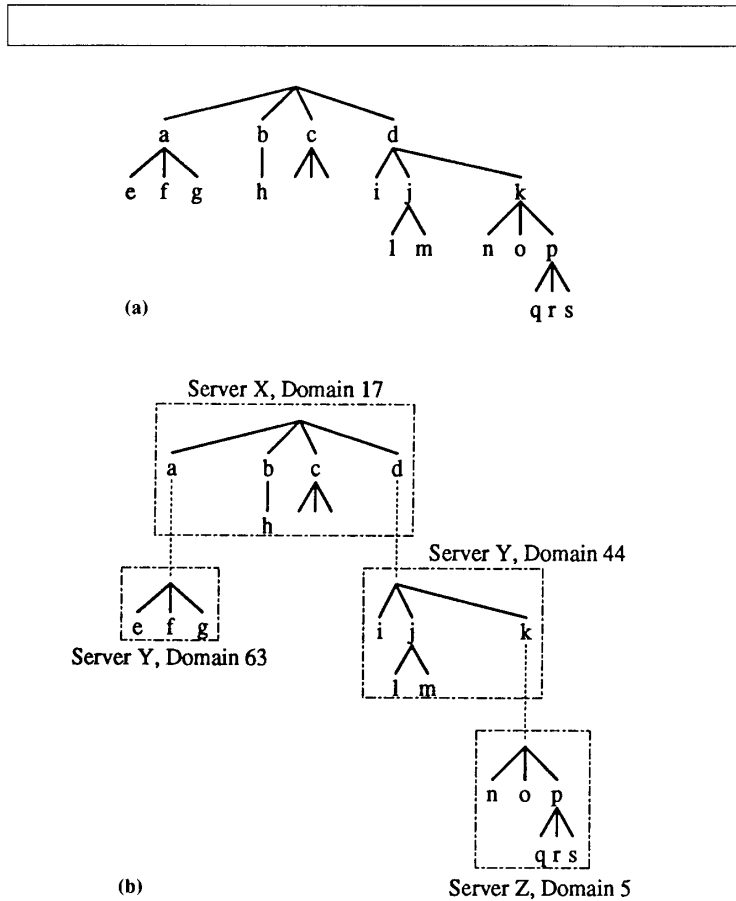 a b c d
e f g h i j k
l m n o p
(a) q r s
Server X, Domain 17
a b c d
h
Server Y, Domain 44
e f g i j k
Server Y, Domain 63
l m
n o p
q r s
(b) Server Z, Domain 5